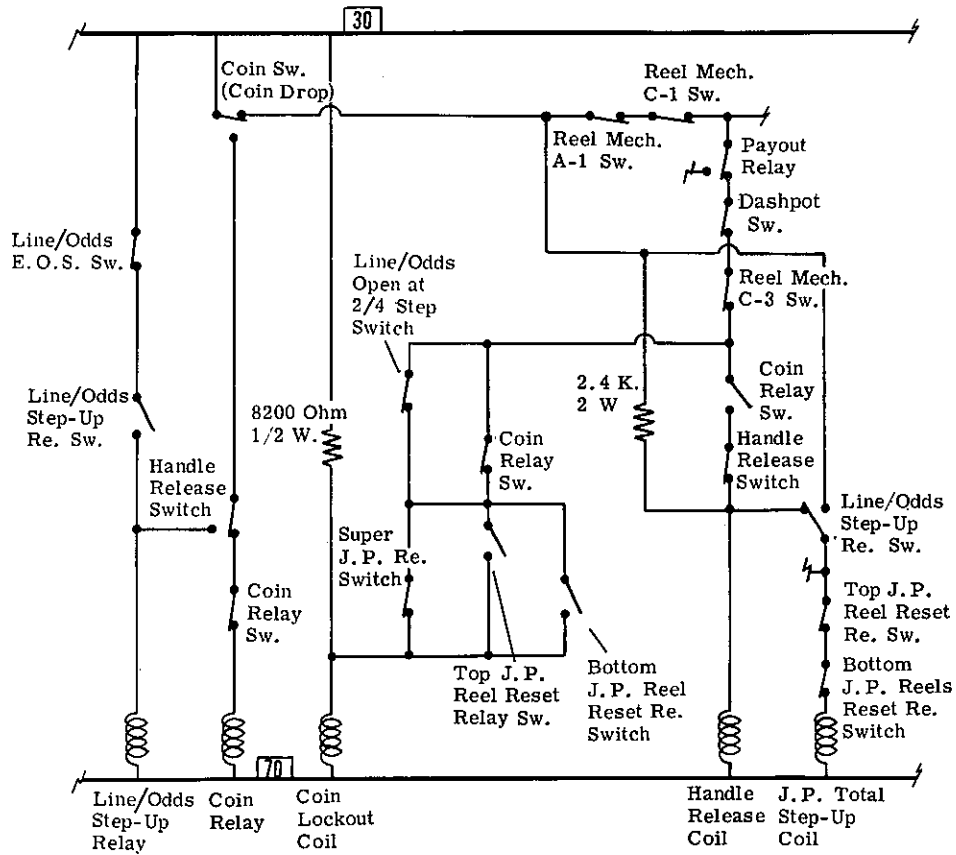 30
Coin Sw.
(Coin Drop)
Reel Mech.
C-1 Sw.
Reel Mech.
A-1 Sw.
Payout
Relay
Dashpot
Sw.
Line/Odds
E.O.S. Sw.
Line/Odds
Open at
2/4 Step
Switch
Reel Mech.
C-3 Sw.
Line/Odds
Step-Up
Re. Sw.
8200 Ohm
1/2 W.
2.4 K.
2 W
Coin
Relay
Sw.
Coin
Relay
Sw.
Handle
Release
Switch
Handle
Release
Switch
Line/Odds
Step-Up
Re. Sw.
Super
J.P. Re.
Switch
Coin
Relay
Sw.
Top J.P.
Reel Reset
Re. Sw.
Top J.P.
Reel Reset
Relay Sw.
Bottom
J.P. Reel
Reset Re.
Switch
Bottom
J.P. Reels
Reset Re.
Switch
70
Line/Odds
Step-Up
Relay
Coin
Relay
Coin
Lockout
Coil
Handle
Release
Coil
J.P. Total
Step-Up
Coil